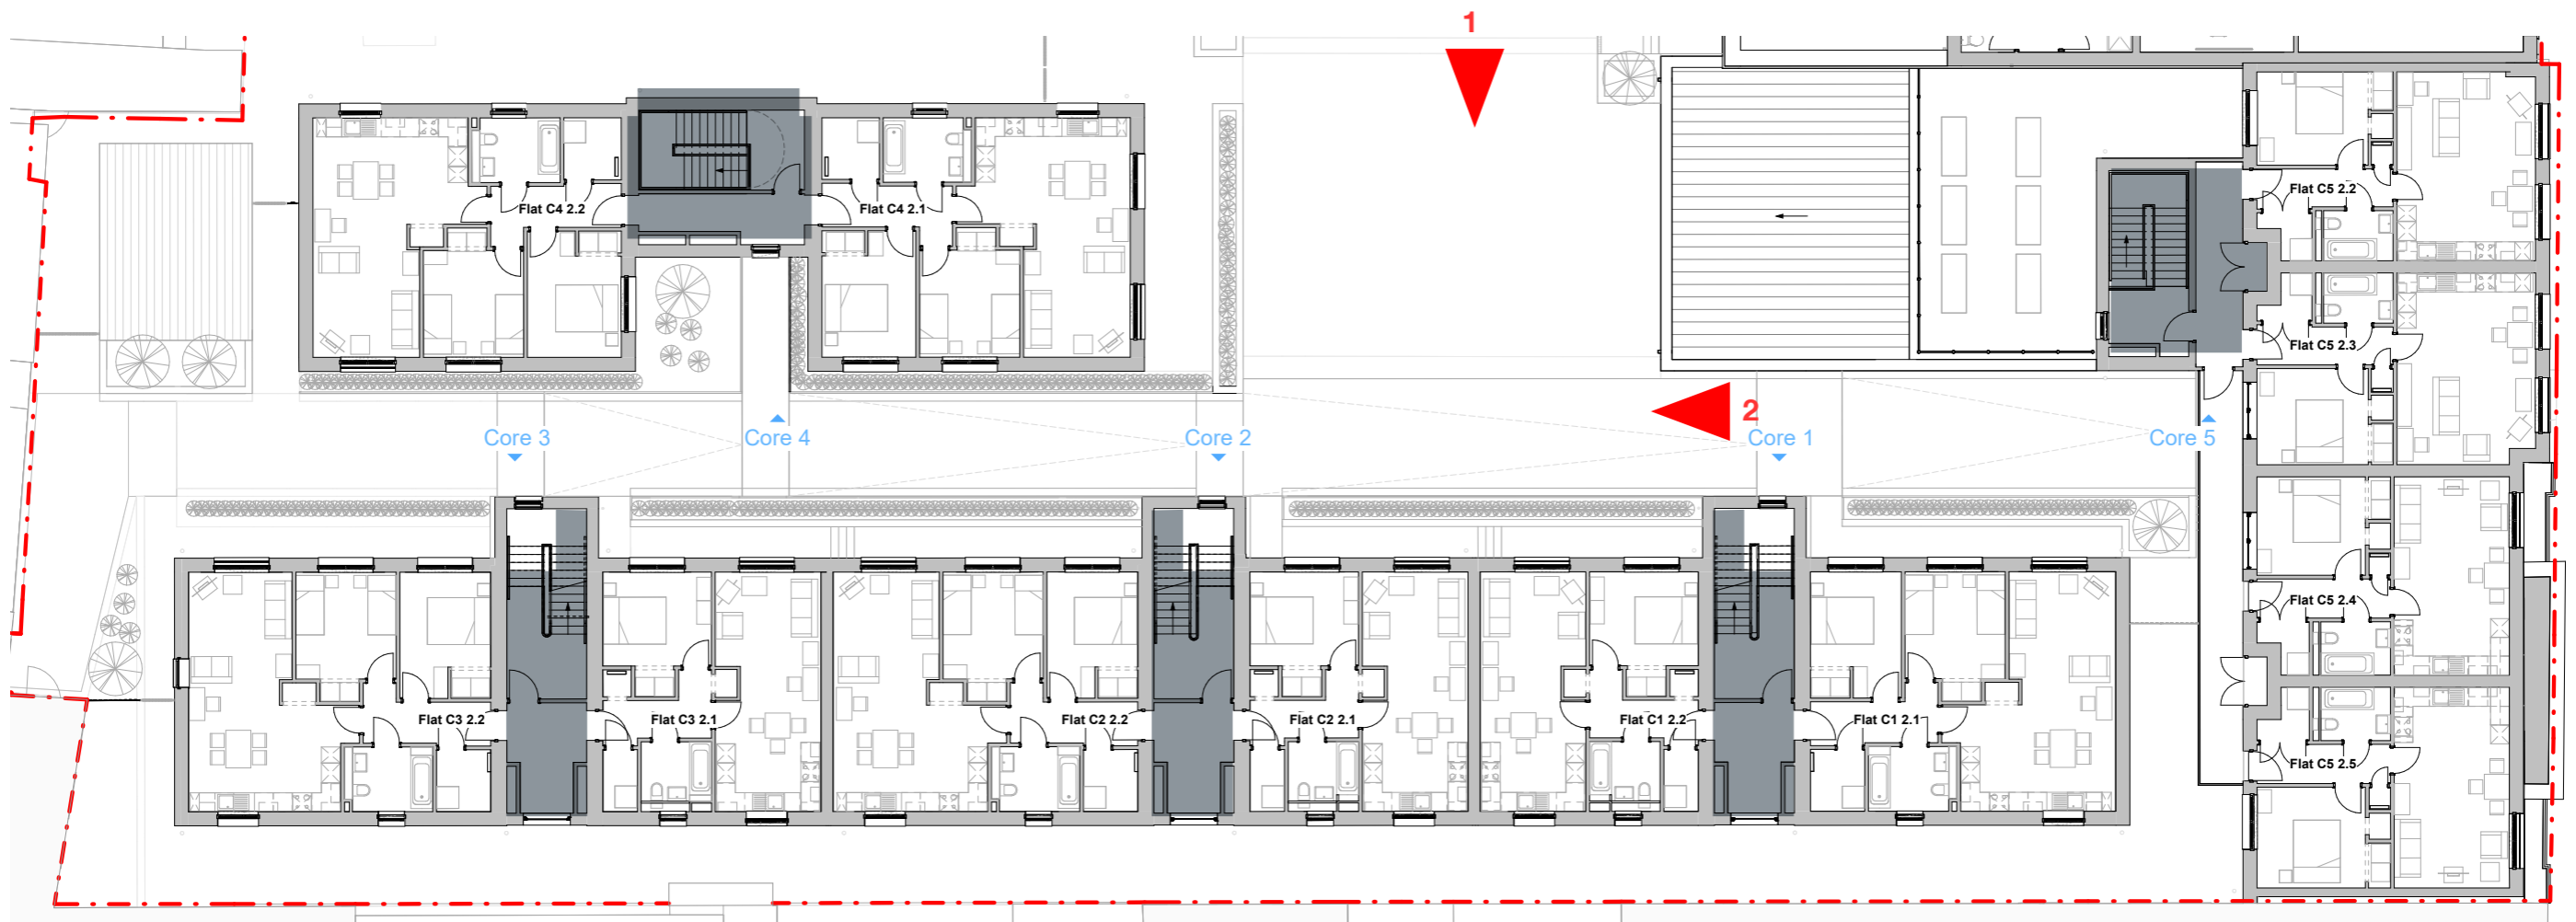 1
Flat C5 2.2
Flat C4 2.2
Flat C4 2.1
Flat C5 2.3
2
Core 3
Core 4
Core 2
Core 1
Core 5
Flat C5 2.4
Flat C3 2.2
Flat C3 2.1
Flat C2 2.2
Flat C2 2.1
Flat C1 2.2
Flat C1 2.1
Flat C5 2.5